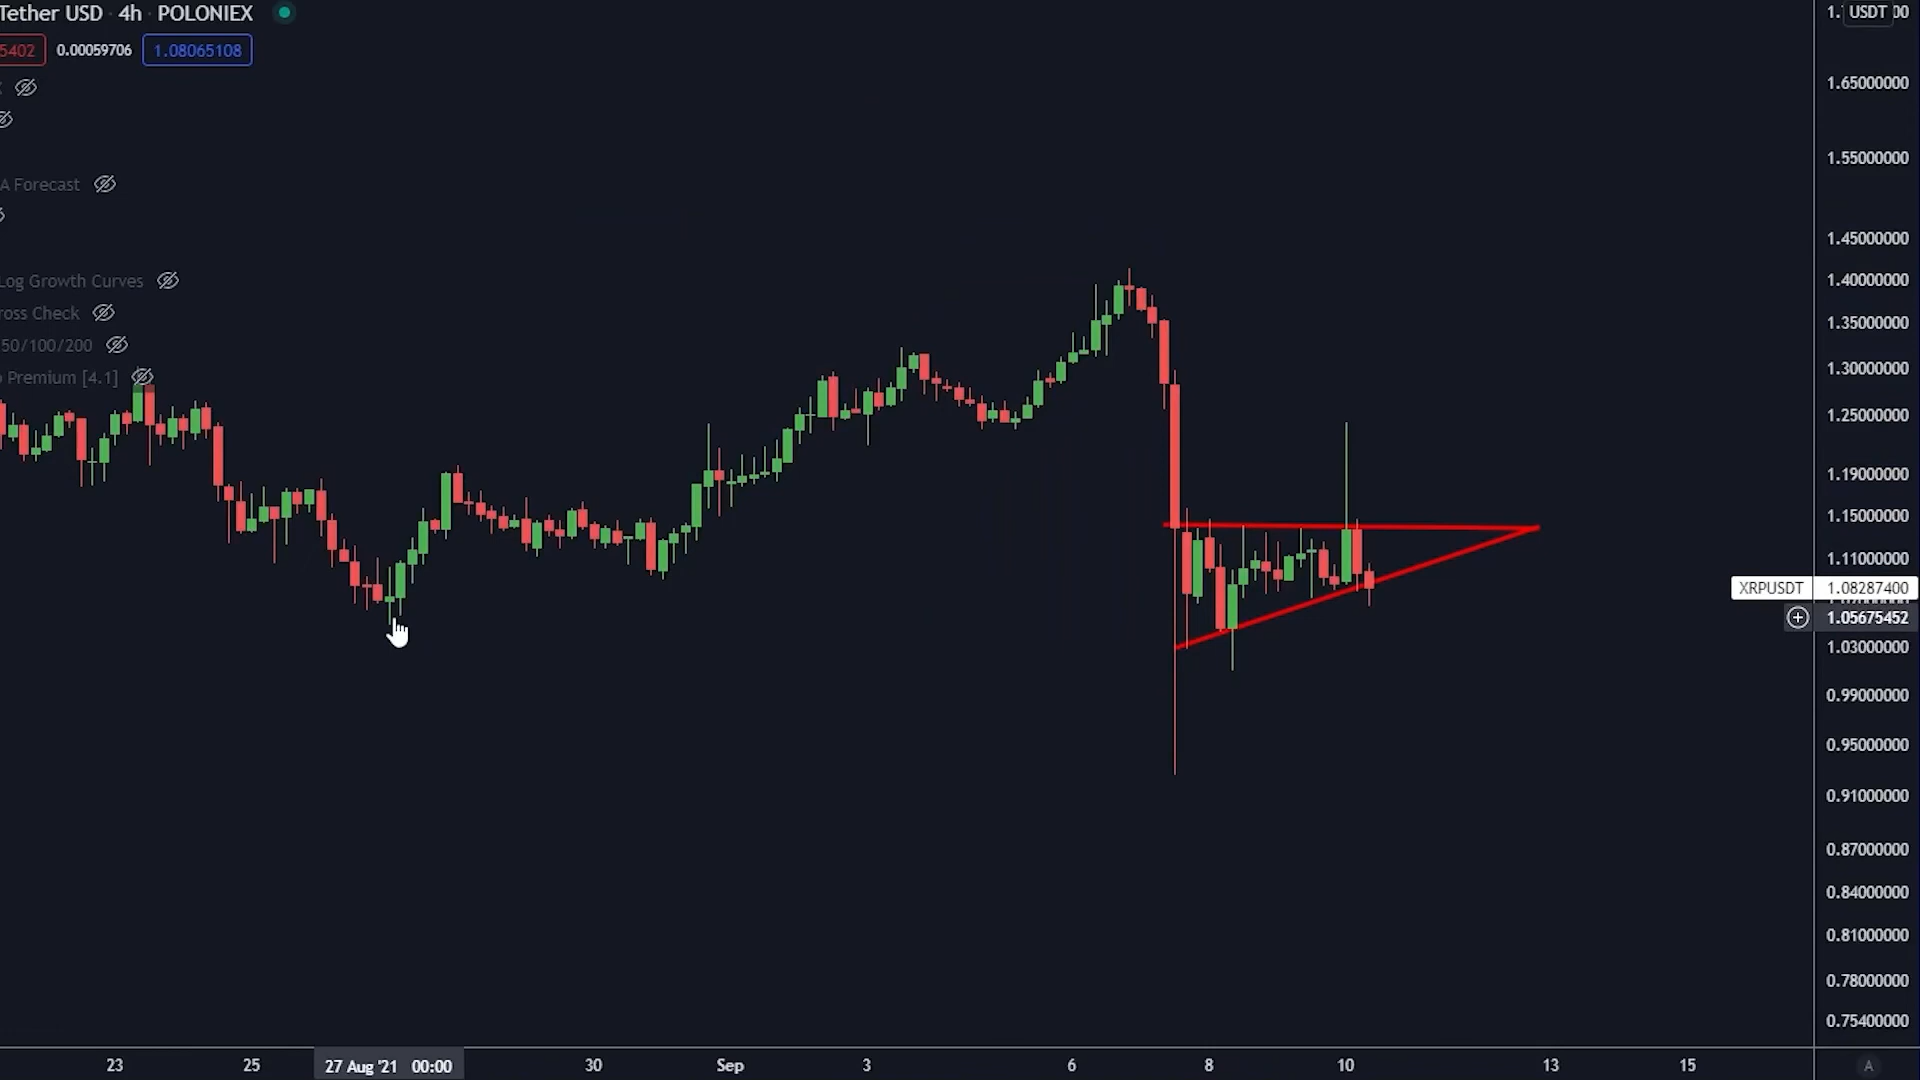 Tether USD · 4h · POLONIEX
5402 0.00059706 1.08065108
A Forecast
Log Growth Curves
ross Check
50/100/200
Premium [4.1]
USDT
1.65000000
1.55000000
1.45000000
1.40000000
1.35000000
1.30000000
1.25000000
1.19000000
1.15000000
1.11000000
XRPUSDT 1.08287400
1.05675452
1.03000000
0.99000000
0.95000000
0.91000000
0.87000000
0.84000000
0.81000000
0.78000000
0.75400000
23 25 27 Aug '21 00:00 30 Sep 3 6 8 10 13 15 A